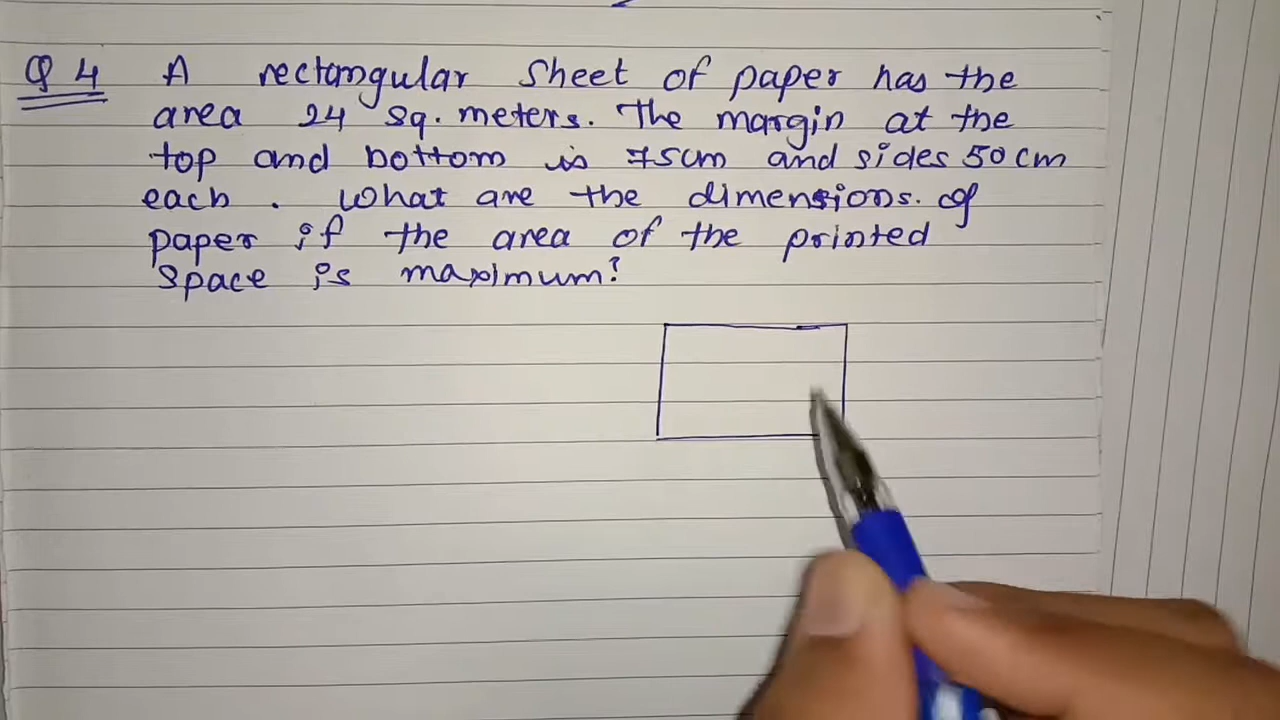 Q 4 A rectangular sheet of paper has the
area 24 sq. meters. The margin at the
top and bottom is 75cm and sides 50 cm
each. What are the dimensions. of
paper if the area of the printed
space is maximum?